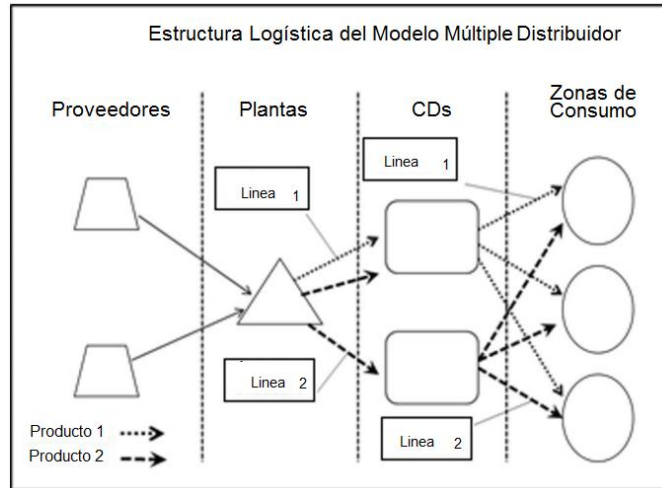 Estructura Logística del Modelo Múltiple Distribuidor
Proveedores
Plantas
CDs
Zonas de
Consumo
Linea 1
Linea 1
Linea 2
Linea 2
Producto 1
Producto 2